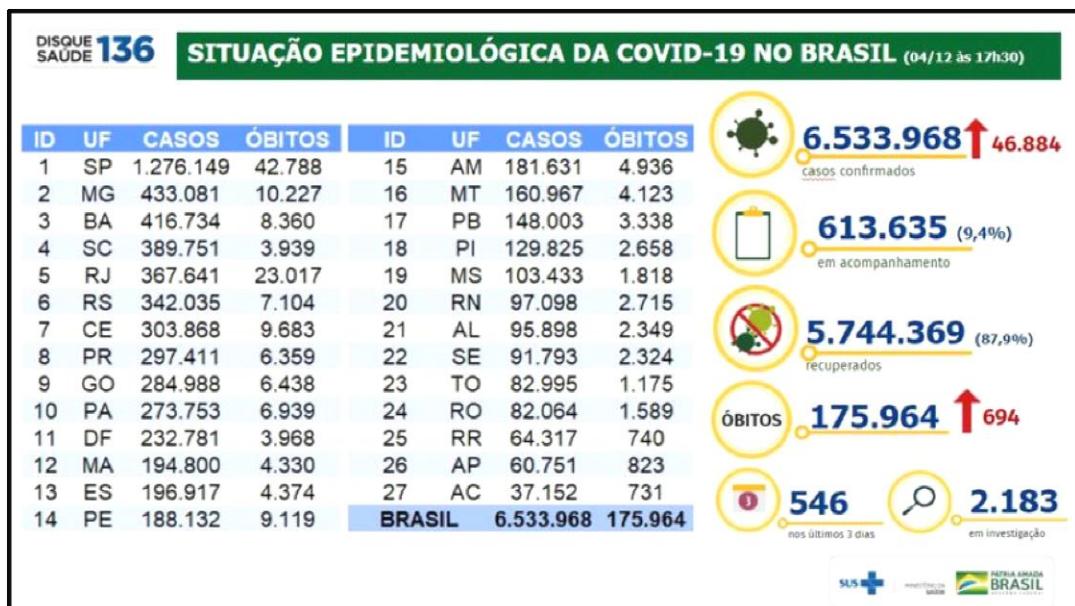 DISQUE
SAÚDE 136
SITUAÇÃO EPIDEMIOLÓGICA DA COVID-19 NO BRASIL (04/12 às 17h30)
ID UF CASOS ÓBITOS
1 SP 1.276.149 42.788
2 MG 433.081 10.227
3 BA 416.734 8.360
4 SC 389.751 3.939
5 RJ 367.641 23.017
6 RS 342.035 7.104
7 CE 303.868 9.683
8 PR 297.411 6.359
9 GO 284.988 6.438
10 PA 273.753 6.939
11 DF 232.781 3.968
12 MA 194.800 4.330
13 ES 196.917 4.374
14 PE 188.132 9.119
ID UF CASOS ÓBITOS
15 AM 181.631 4.936
16 MT 160.967 4.123
17 PB 148.003 3.338
18 PI 129.825 2.658
19 MS 103.433 1.818
20 RN 97.098 2.715
21 AL 95.898 2.349
22 SE 91.793 2.324
23 TO 82.995 1.175
24 RO 82.064 1.589
25 RR 64.317 740
26 AP 60.751 823
27 AC 37.152 731
BRASIL 6.533.968 175.964
6.533.968 46.884
casos confirmados
613.635 (9,4%)
em acompanhamento
5.744.369 (87,9%)
recuperados
ÓBITOS 175.964 694
546
nos últimos 3 dias
2.183
em investigação
SUS
MINISTÉRIO DA
SAÚDE
PÁTRIA AMADA
BRASIL
GOVERNO FEDERAL